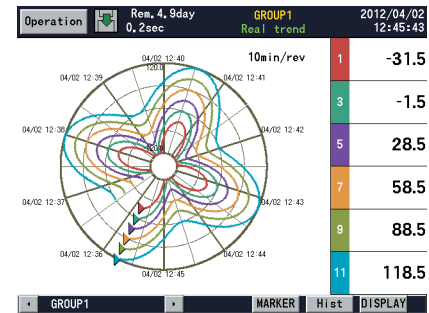 Operation
Rem. 4.9day
0.2sec
GROUP1
Real trend
2012/04/02
12:45:43
10min/rev
04/02 12:40
120.0
04/02 12:39
04/02 12:41
04/02 12:38
04/02 12:42
04/02 12:37
04/02 12:43
04/02 12:36
04/02 12:44
04/02 12:45
1 -31.5
3 -1.5
5 28.5
7 58.5
9 88.5
11 118.5
GROUP1
MARKER
Hist
DISPLAY